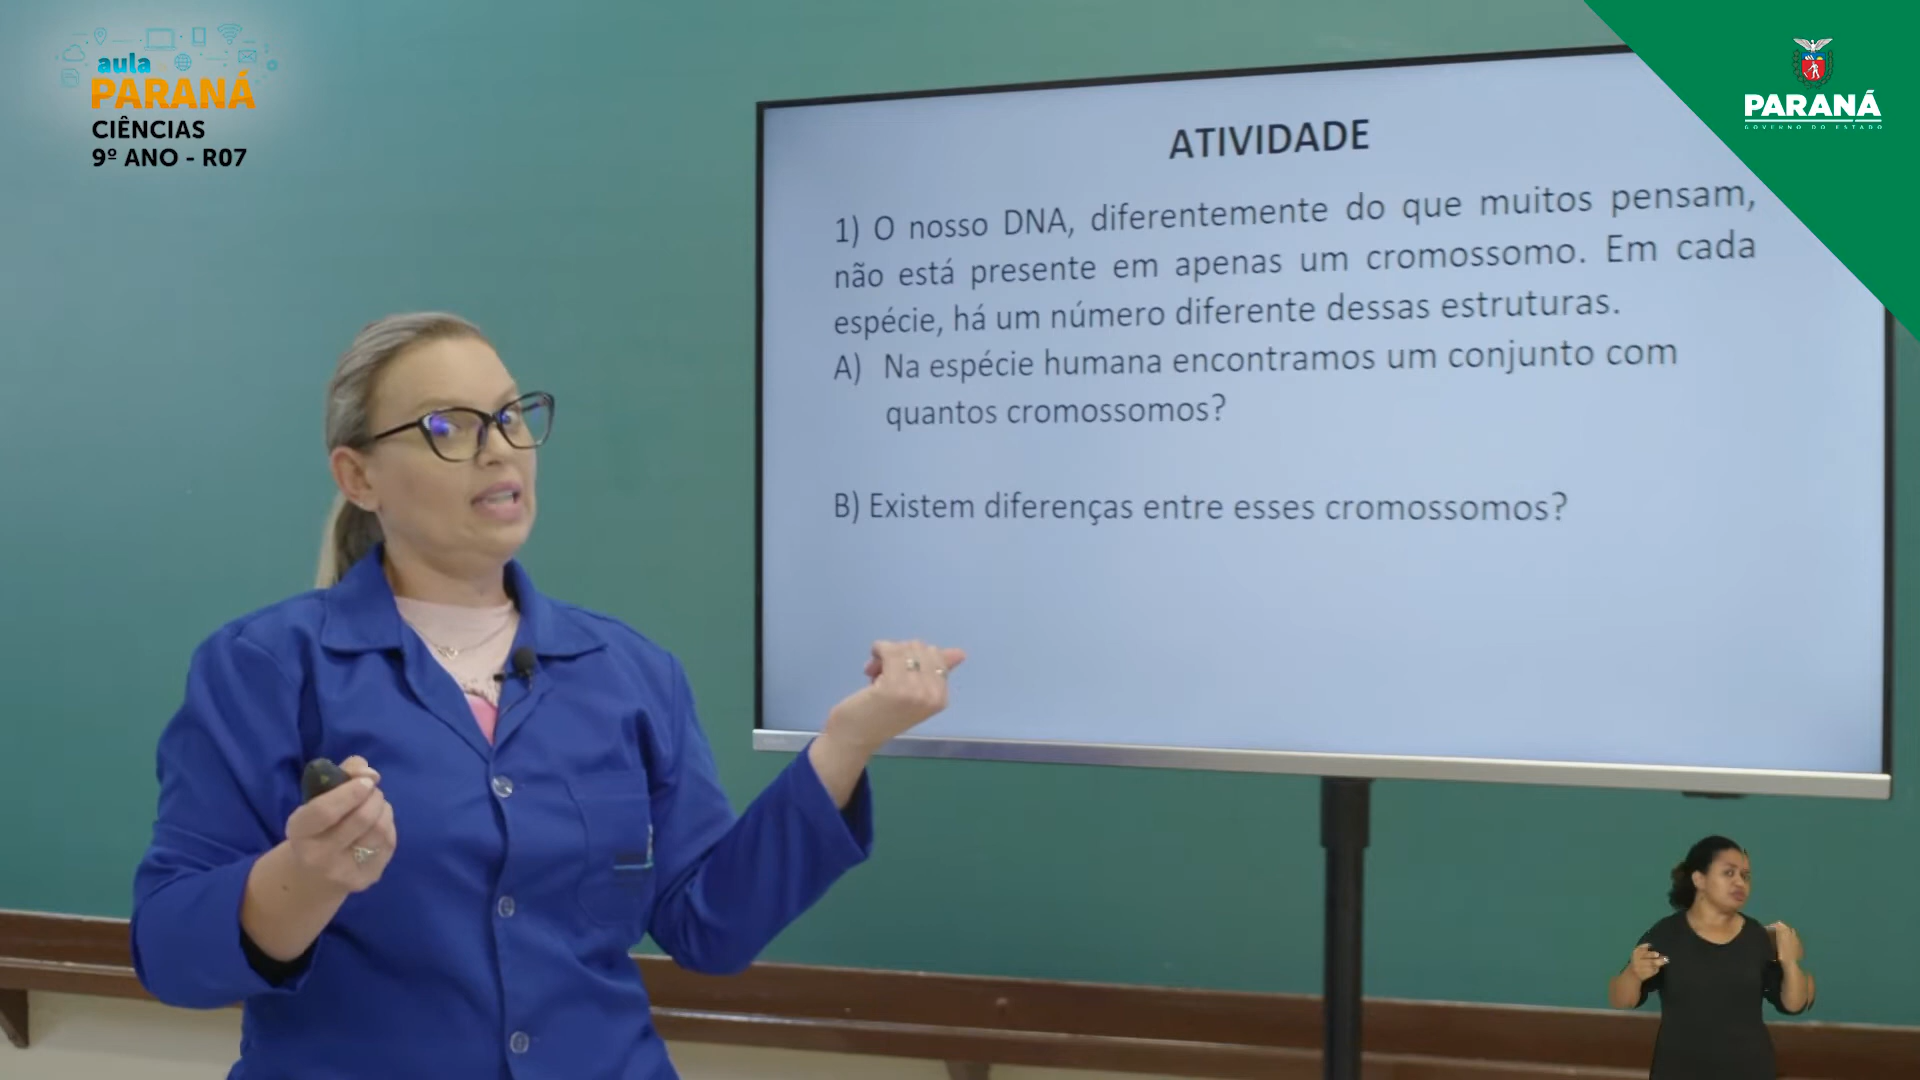 aula
PARANÁ
CIÊNCIAS
9º ANO - R07
PARANÁ
GOVERNO DO ESTADO
ATIVIDADE
1) O nosso DNA, diferentemente do que muitos pensam,
não está presente em apenas um cromossomo. Em cada
espécie, há um número diferente dessas estruturas.
A) Na espécie humana encontramos um conjunto com
quantos cromossomos?
B) Existem diferenças entre esses cromossomos?